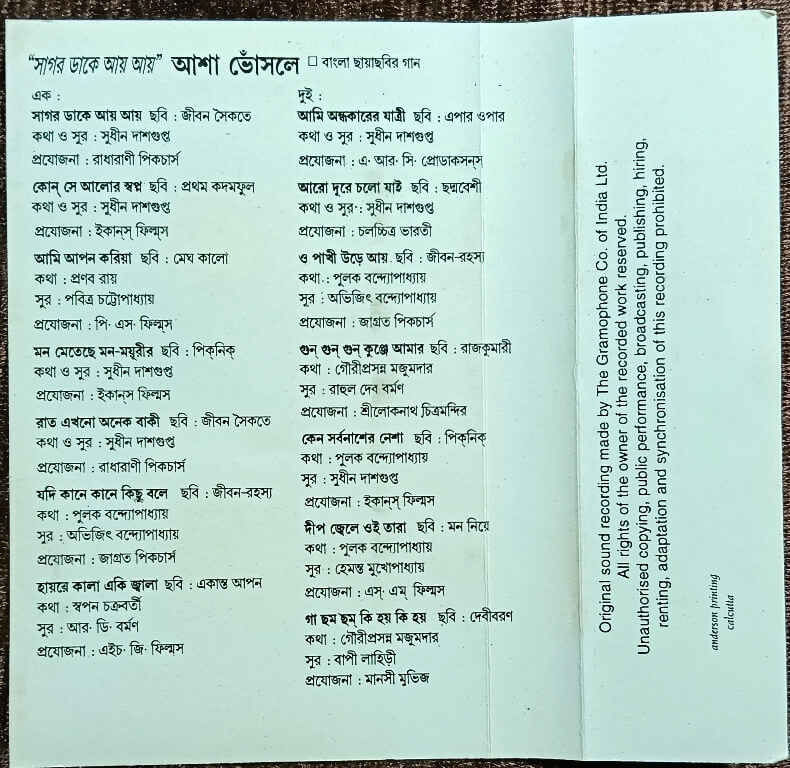 “সাগর ডাকে আয় আয়” আশা ভোঁসলে □ বাংলা ছায়াছবির গান
এক :
সাগর ডাকে আয় আয় ছবি : জীবন সৈকতে
কথা ও সুর : সুধীন দাশগুপ্ত
প্রযোজনা : রাধারাণী পিকচার্স
কোন্ সে আলোর স্বপ্ন ছবি : প্রথম কদমফুল
কথা ও সুর : সুধীন দাশগুপ্ত
প্রযোজনা : ইকান্‌স্ ফিল্মস্
আমি আপন করিয়া ছবি : মেঘ কালো
কথা : প্রণব রায়
সুর : পবিত্র চট্টোপাধ্যায়
প্রযোজনা : পি· এস· ফিল্মস্
মন মেতেছে মন-ময়ূরীর ছবি : পিক্‌নিক্
কথা ও সুর : সুধীন দাশগুপ্ত
প্রযোজনা : ইকান্স ফিল্মস
রাত এখনো অনেক বাকী ছবি : জীবন সৈকতে
কথা ও সুর : সুধীন দাশগুপ্ত
প্রযোজনা : রাধারাণী পিকচার্স
যদি কানে কানে কিছু বলে ছবি : জীবন-রহস্য
কথা : পুলক বন্দ্যোপাধ্যায়
সুর : অভিজিৎ বন্দ্যোপাধ্যায়
প্রযোজনা : জাগ্রত পিকচার্স
হায়রে কালা একি জ্বালা ছবি : একান্ত আপন
কথা : স্বপন চক্রবর্তী
সুর : আর· ডি· বর্মণ
প্রযোজনা : এইচ· জি· ফিল্মস
দুই :
আমি অন্ধকারের যাত্রী ছবি : এপার ওপার
কথা ও সুর : সুধীন দাশগুপ্ত
প্রযোজনা : এ· আর· সি· প্রোডাকসন্‌স্
আরো দূরে চলো যাই ছবি : ছদ্মবেশী
কথা ও সুর : সুধীন দাশগুপ্ত
প্রযোজনা : চলচ্চিত্র ভারতী
ও পাখী উড়ে আয় ছবি : জীবন-রহস্য
কথা : পুলক বন্দ্যোপাধ্যায়
সুর : অভিজিৎ বন্দ্যোপাধ্যায়
প্রযোজনা : জাগ্রত পিকচার্স
গুন্ গুন্ গুন্ কুঞ্জে আমার ছবি : রাজকুমারী
কথা : গৌরীপ্রসন্ন মজুমদার
সুর : রাহুল দেব বর্মণ
প্রযোজনা : শ্রীলোকনাথ চিত্রমন্দির
কেন সর্বনাশের নেশা ছবি : পিক্‌নিক্
কথা : পুলক বন্দ্যোপাধ্যায়
সুর : সুধীন দাশগুপ্ত
প্রযোজনা : ইকান্‌স্ ফিল্মস
দীপ জ্বেলে ওই তারা ছবি : মন নিয়ে
কথা : পুলক বন্দ্যোপাধ্যায়
সুর : হেমন্ত মুখোপাধ্যায়
প্রযোজনা : এস্· এম্· ফিল্মস
গা ছম্ ছম্ কি হয় কি হয় ছবি : দেবীবরণ
কথা : গৌরীপ্রসন্ন মজুমদার
সুর : বাপী লাহিড়ী
প্রযোজনা : মানসী মুভিজ
Original sound recording made by The Gramophone Co. of India Ltd.
All rights of the owner of the recorded work reserved.
Unauthorised copying, public performance, broadcasting, publishing, hiring,
renting, adaptation and synchronisation of this recording prohibited.
anderson printing
calcutta